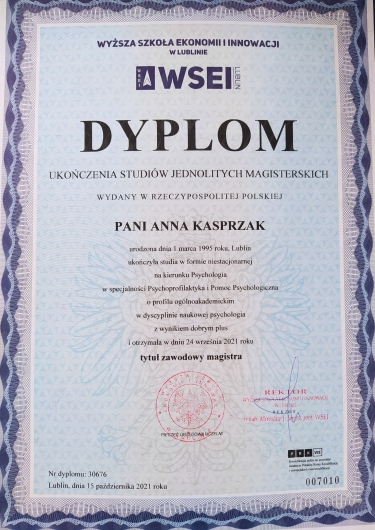 WYŻSZA SZKOŁA EKONOMII I INNOWACJI
W LUBLINIE
WSEI LUBLIN
DYPLOM
UKOŃCZENIA STUDIÓW JEDNOLITYCH MAGISTERSKICH
WYDANY W RZECZYPOSPOLITEJ POLSKIEJ
PANI ANNA KASPRZAK
urodzona dnia 1 marca 1995 roku, Lublin
ukończyła studia w formie niestacjonarnej
na kierunku Psychologia
w specjalności Psychoprofilaktyka i Pomoc Psychologiczna
o profilu ogólnoakademickim
w dyscyplinie naukowej psychologia
z wynikiem dobrym plus
i otrzymała w dniu 24 września 2021 roku
tytuł zawodowy magistra
REKTOR
PIECZĘĆ URZĘDOWA UCZELNI
Nr dyplomu: 30676
Lublin, dnia 15 października 2021 roku
007010